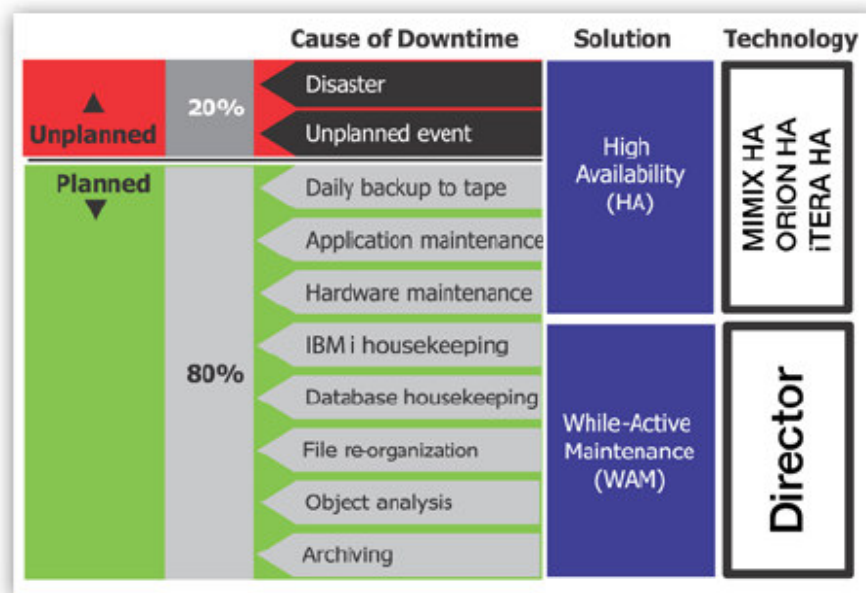 Cause of Downtime
Solution
Technology
▲
Unplanned
20%
Disaster
Unplanned event
Planned
▼
80%
Daily backup to tape
Application maintenance
Hardware maintenance
IBM i housekeeping
Database housekeeping
File re-organization
Object analysis
Archiving
High
Availability
(HA)
While-Active
Maintenance
(WAM)
MIMIX HA
ORION HA
iTERA HA
Director